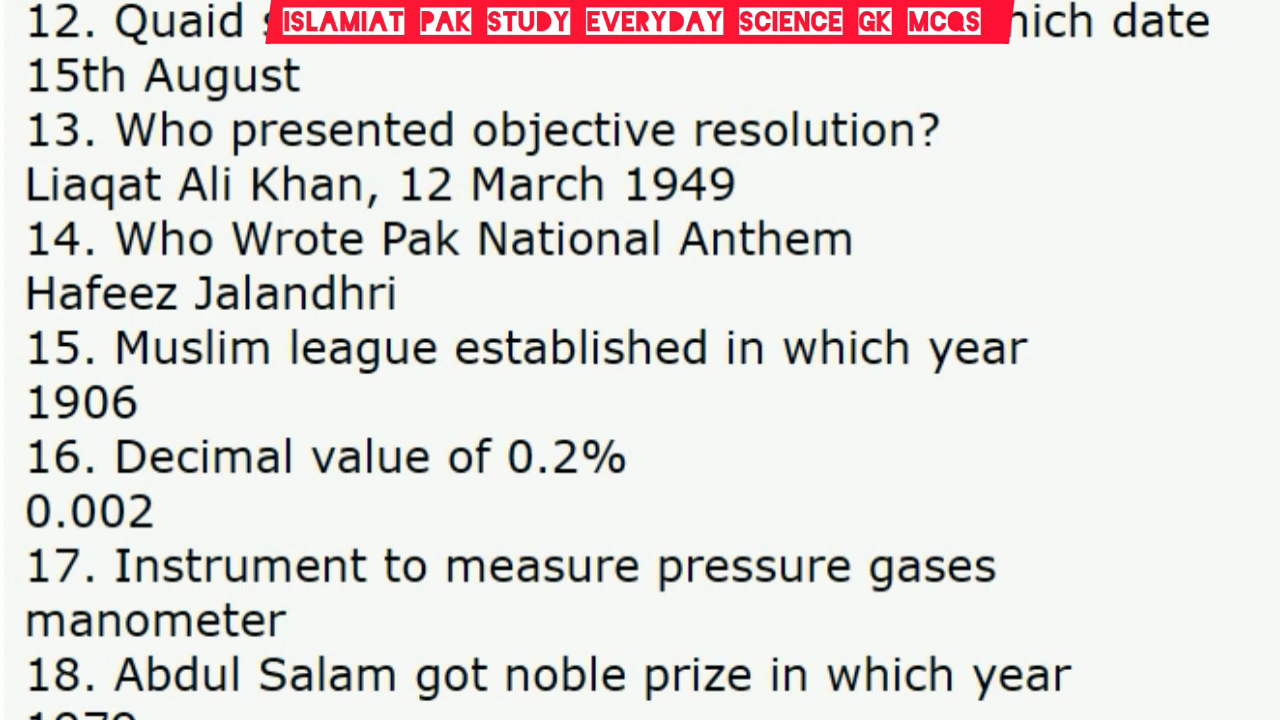 ISLAMIAT PAK STUDY EVERYDAY SCIENCE GK MCQS
12. Quaid date
15th August
13. Who presented objective resolution?
Liaqat Ali Khan, 12 March 1949
14. Who Wrote Pak National Anthem
Hafeez Jalandhri
15. Muslim league established in which year
1906
16. Decimal value of 0.2%
0.002
17. Instrument to measure pressure gases
manometer
18. Abdul Salam got noble prize in which year